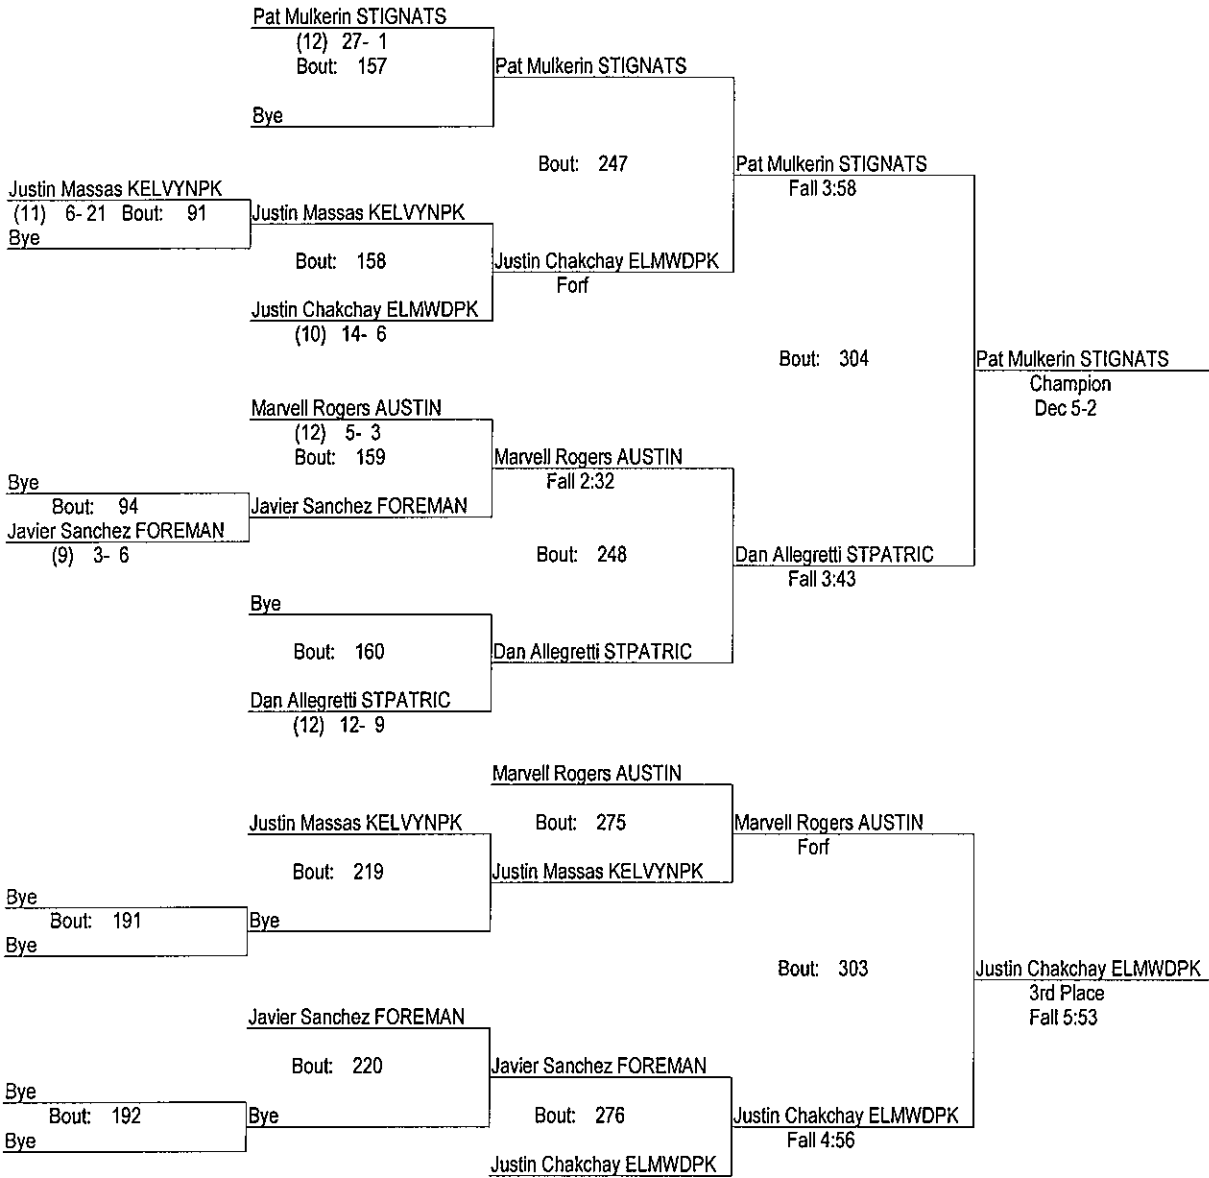 Pat Mulkerin STIGNATS
(12) 27- 1
Bout: 157
Pat Mulkerin STIGNATS
Bye
Bout: 247
Pat Mulkerin STIGNATS
Fall 3:58
Justin Massas KELVYNPK
(11) 6- 21 Bout: 91
Bye
Justin Massas KELVYNPK
Bout: 158
Justin Chakchay ELMWDPK
Forf
Justin Chakchay ELMWDPK
(10) 14- 6
Bout: 304
Pat Mulkerin STIGNATS
Champion
Dec 5-2
Marvell Rogers AUSTIN
(12) 5- 3
Bout: 159
Marvell Rogers AUSTIN
Fall 2:32
Bye
Bout: 94
Javier Sanchez FOREMAN
(9) 3- 6
Javier Sanchez FOREMAN
Bout: 248
Dan Allegretti STPATRIC
Fall 3:43
Bye
Bout: 160
Dan Allegretti STPATRIC
Dan Allegretti STPATRIC
(12) 12- 9
Marvell Rogers AUSTIN
Bout: 275
Marvell Rogers AUSTIN
Forf
Justin Massas KELVYNPK
Bout: 219
Justin Massas KELVYNPK
Bye
Bout: 191
Bye
Bye
Bout: 303
Justin Chakchay ELMWDPK
3rd Place
Fall 5:53
Javier Sanchez FOREMAN
Bout: 220
Javier Sanchez FOREMAN
Bye
Bout: 192
Bye
Bye
Bout: 276
Justin Chakchay ELMWDPK
Fall 4:56
Justin Chakchay ELMWDPK